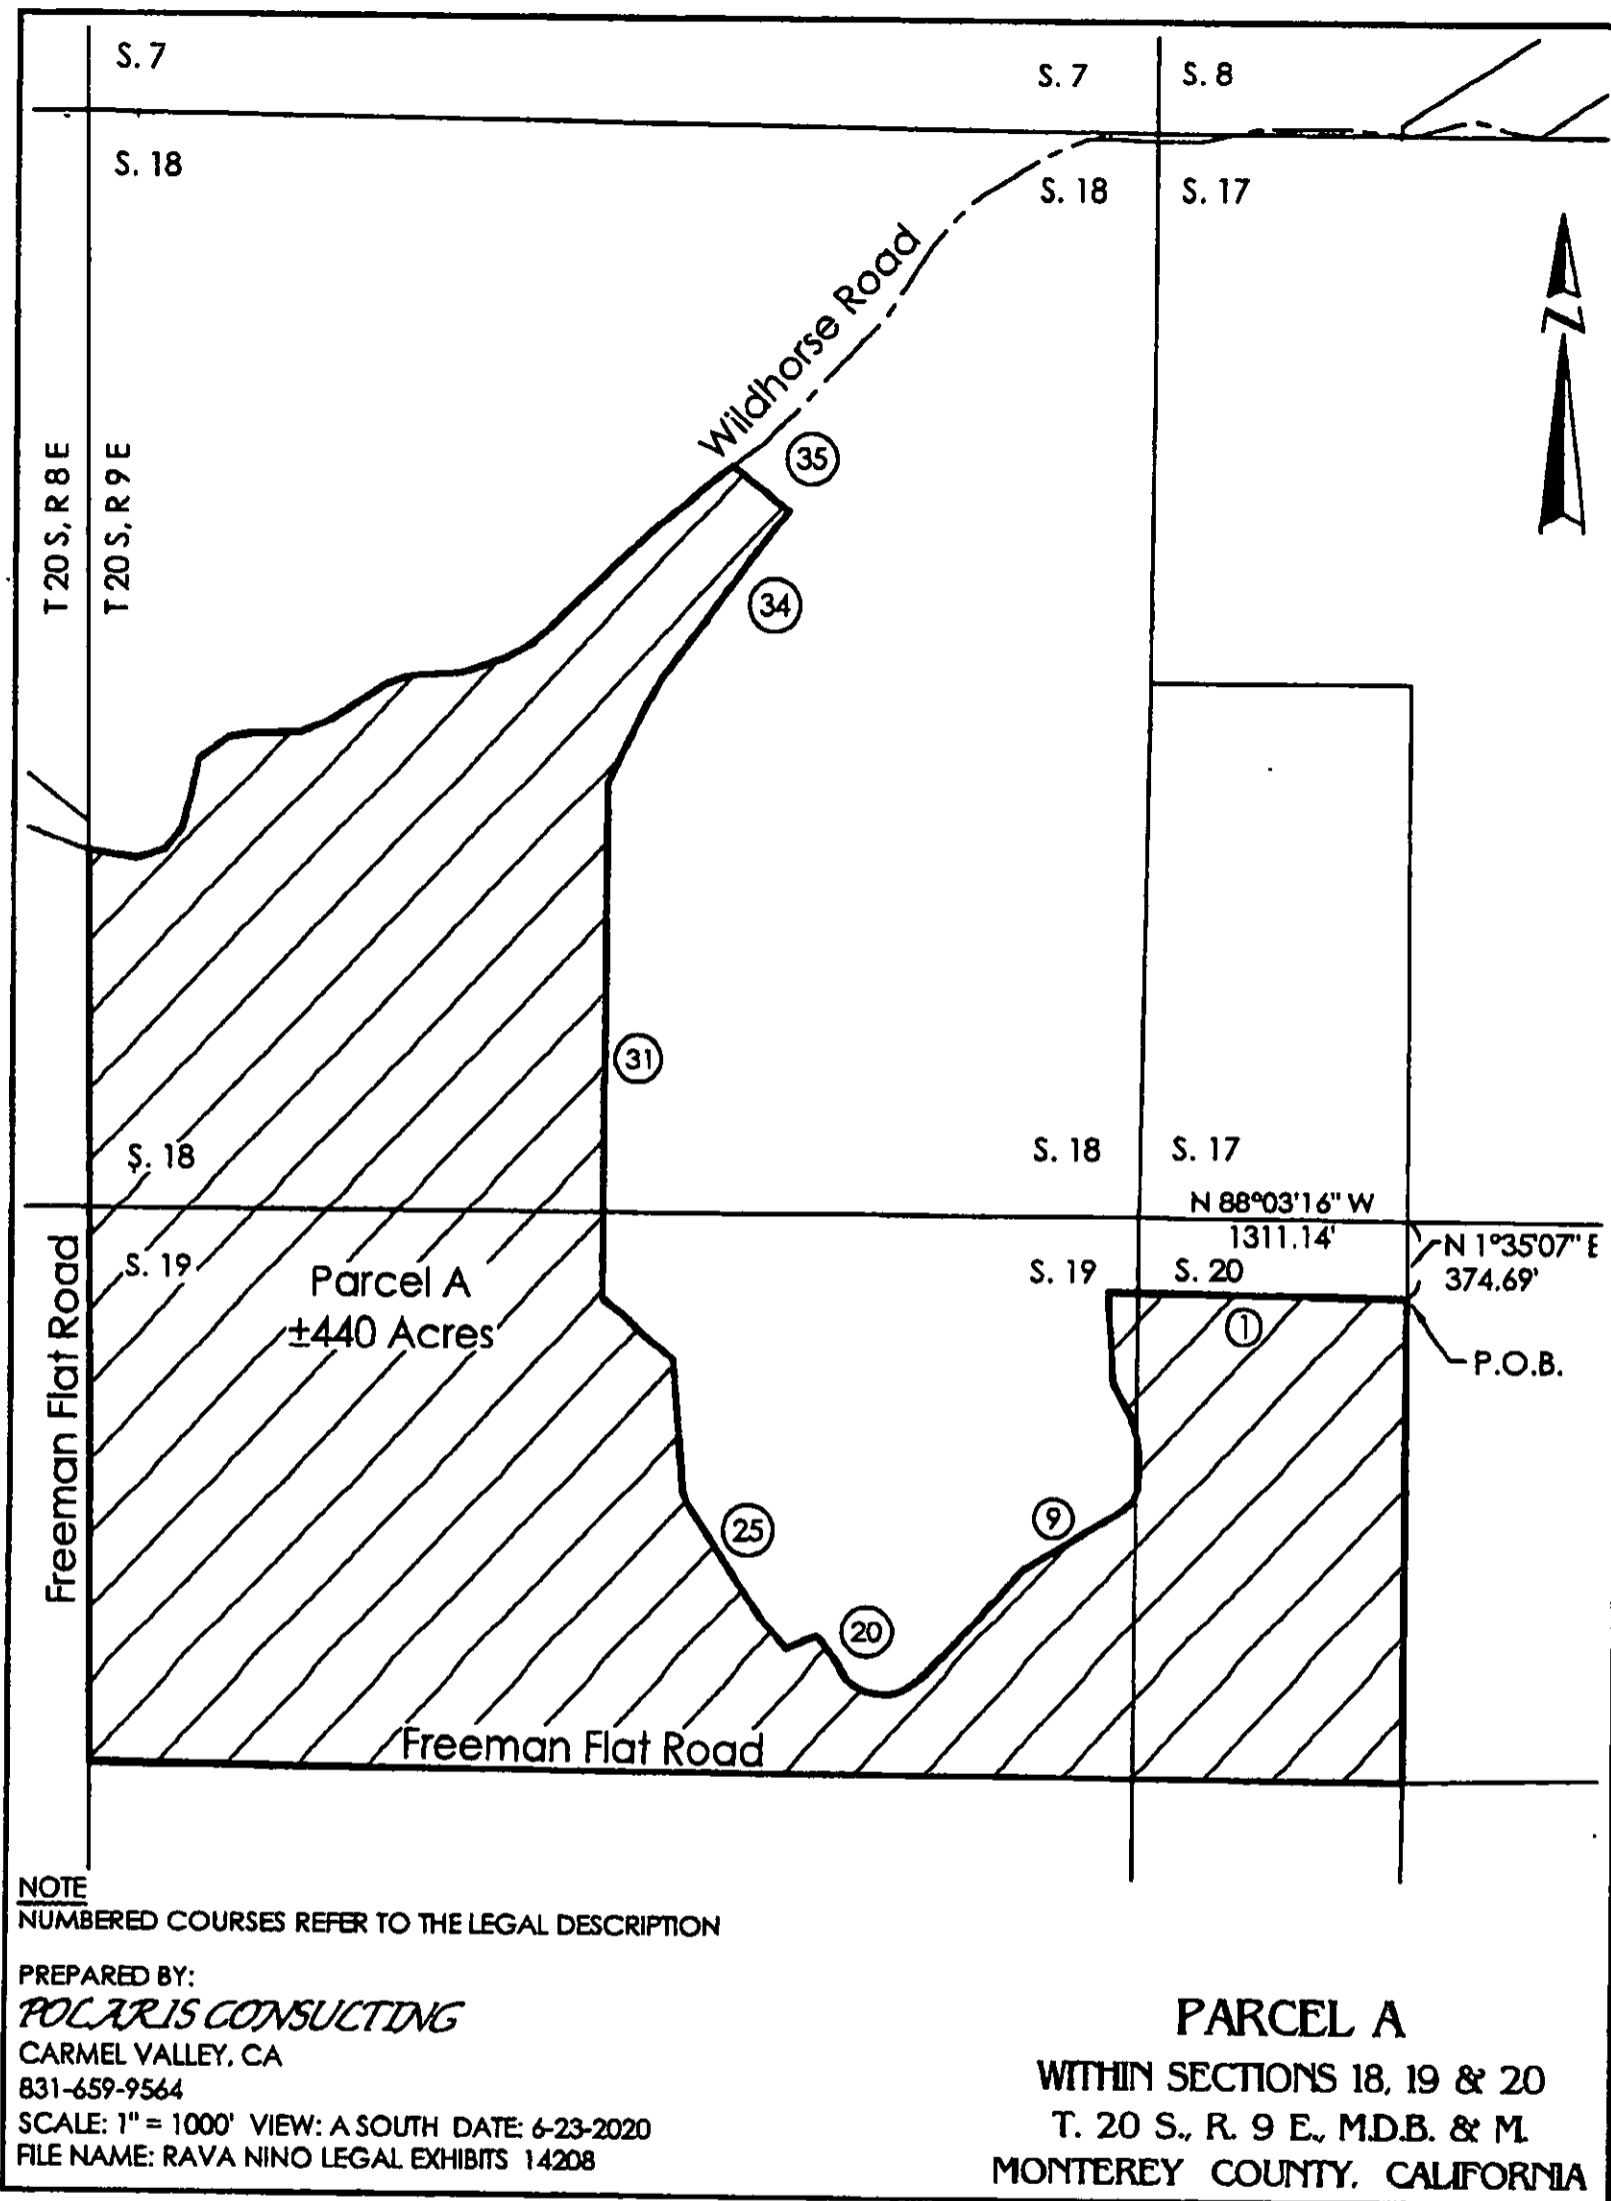 S. 7
S. 7
S. 8
S. 18
S. 18
S. 17
N
Wildhorse Road
35
T 20 S, R 8 E
T 20 S, R 9 E
34
31
S. 18
S. 18
S. 17
N 88°03'16" W
1311.14'
N 1°35'07" E
374.69'
S. 19
S. 19
S. 20
Parcel A
±440 Acres
1
P.O.B.
Freeman Flat Road
25
9
20
Freeman Flat Road
NOTE
NUMBERED COURSES REFER TO THE LEGAL DESCRIPTION
PREPARED BY:
POLARIS CONSULTING
CARMEL VALLEY, CA
831-659-9564
SCALE: 1" = 1000' VIEW: A SOUTH DATE: 6-23-2020
FILE NAME: RAVA NINO LEGAL EXHIBITS 14208
PARCEL A
WITHIN SECTIONS 18, 19 & 20
T. 20 S., R. 9 E., M.D.B. & M.
MONTEREY COUNTY, CALIFORNIA